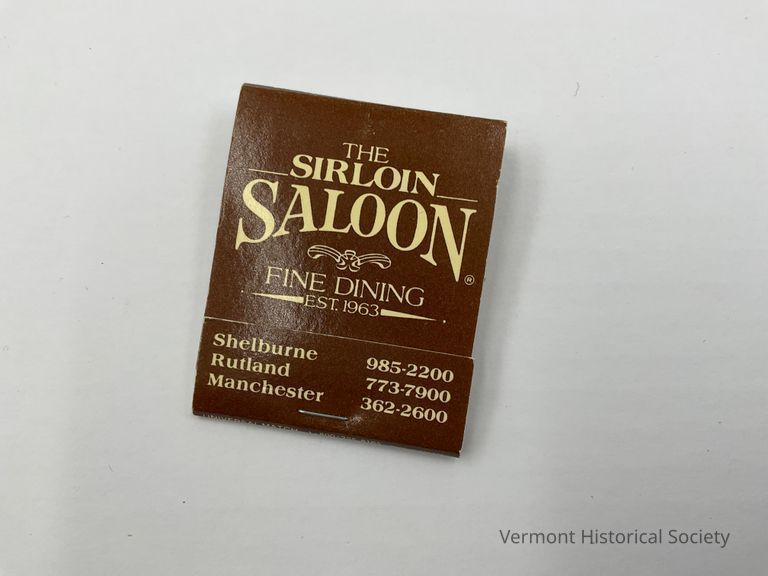 THE
SIRLOIN
SALOON®
FINE DINING
EST. 1963
Shelburne 985-2200
Rutland 773-7900
Manchester 362-2600
Vermont Historical Society